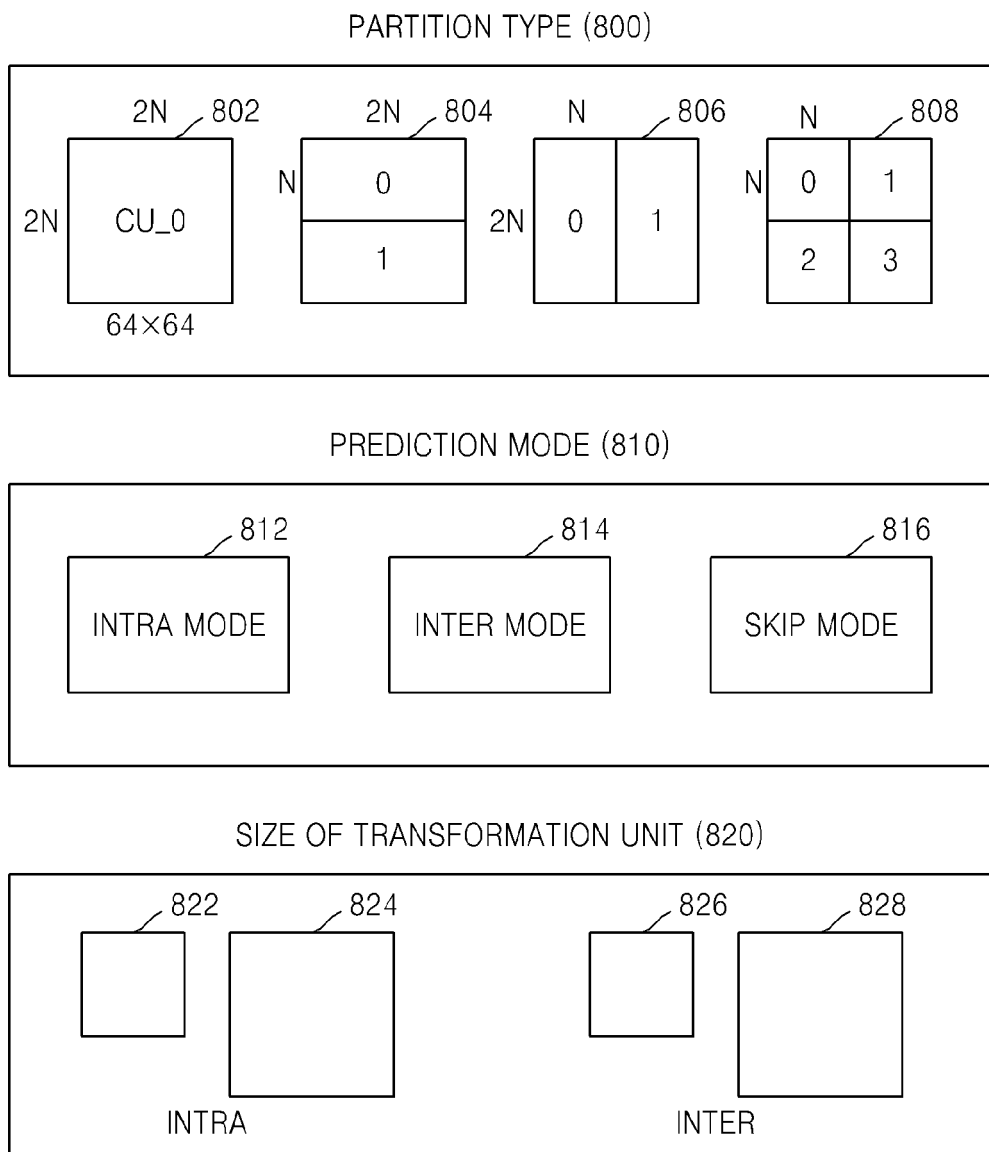 PARTITION TYPE (800)
2N 802 2N 804 N 806 N 808
2N CU_0 N 0 1 2N 0 1 N 0 1 2 3
64×64
PREDICTION MODE (810)
812 814 816
INTRA MODE INTER MODE SKIP MODE
SIZE OF TRANSFORMATION UNIT (820)
822 824 826 828
INTRA INTER